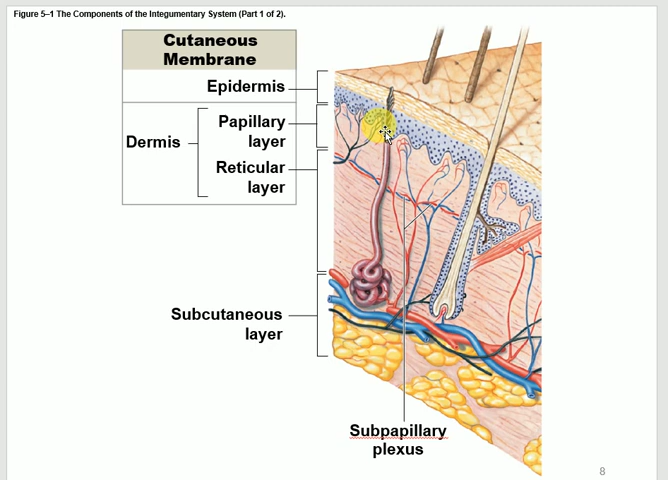 Figure 5–1 The Components of the Integumentary System (Part 1 of 2).
Cutaneous
Membrane
Epidermis
Papillary
layer
Dermis
Reticular
layer
Subcutaneous
layer
Subpapillary
plexus
8